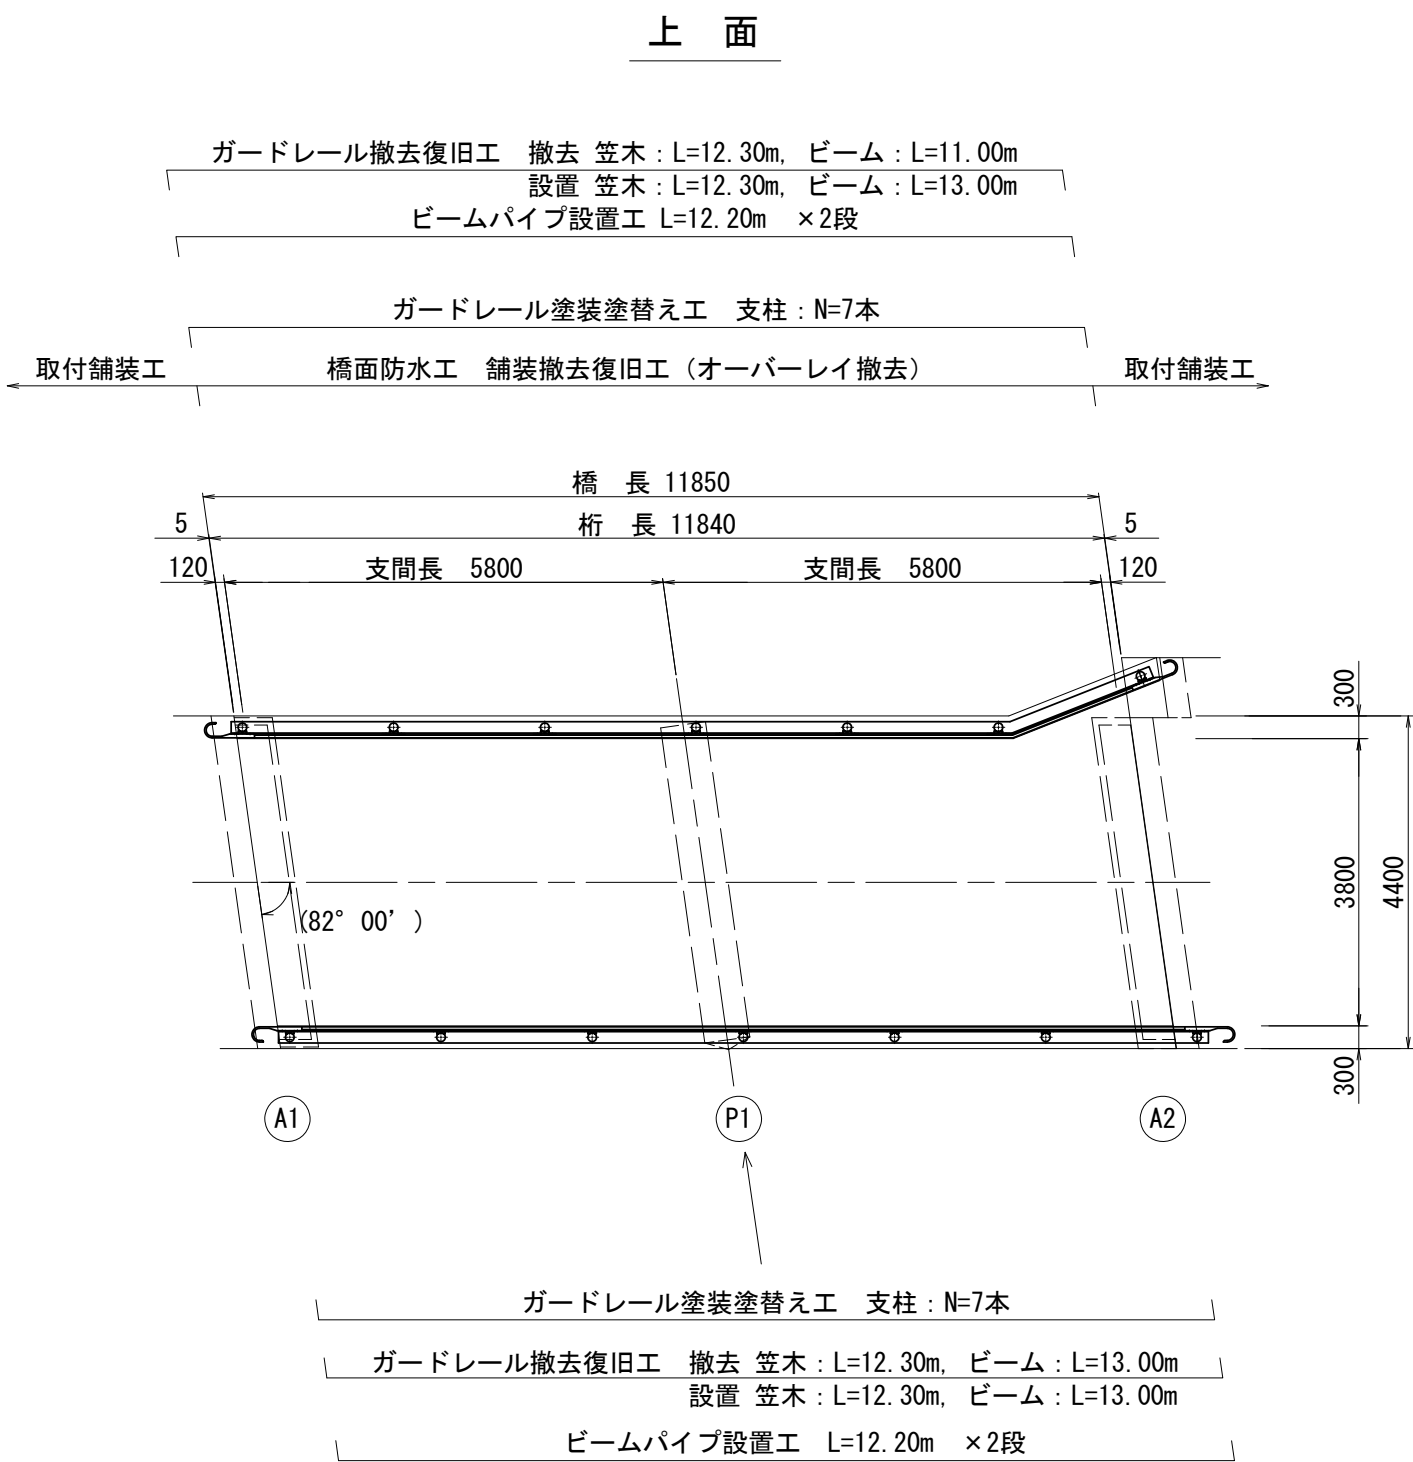 上　面
ガードレール撤去復旧工　撤去 笠木：L=12.30m, ビーム：L=11.00m
設置 笠木：L=12.30m, ビーム：L=13.00m
ビームパイプ設置工 L=12.20m　×2段
ガードレール塗装塗替え工　支柱：N=7本
取付舗装工　橋面防水工　舗装撤去復旧工（オーバーレイ撤去）　取付舗装工
橋　長 11850
5　桁　長 11840　5
120　支間長　5800　支間長　5800　120
300
3800
4400
(82°00’)
300
A1　P1　A2
ガードレール塗装塗替え工　支柱：N=7本
ガードレール撤去復旧工　撤去 笠木：L=12.30m, ビーム：L=13.00m
設置 笠木：L=12.30m, ビーム：L=13.00m
ビームパイプ設置工　L=12.20m　×2段